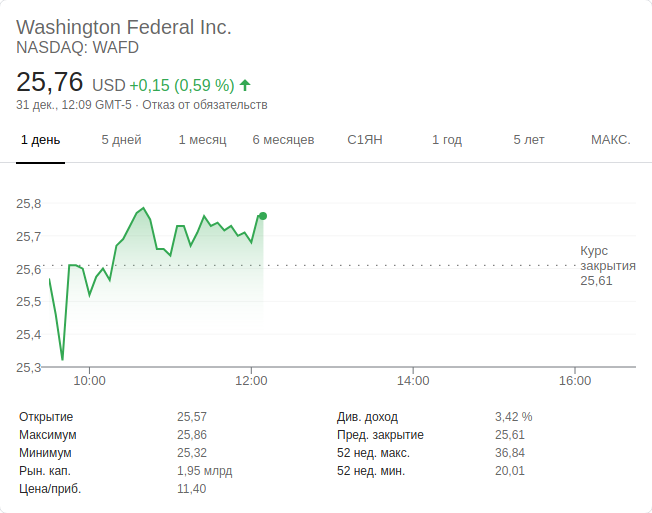 Washington Federal Inc.
NASDAQ: WAFD
25,76 USD +0,15 (0,59 %)
31 дек., 12:09 GMT-5 · Отказ от обязательств
1 день 5 дней 1 месяц 6 месяцев С1ЯН 1 год 5 лет МАКС.
25,8
25,7
25,6
25,5
25,4
25,3
Курс
закрытия
25,61
10:00 12:00 14:00 16:00
Открытие 25,57 Див. доход 3,42 %
Максимум 25,86 Пред. закрытие 25,61
Минимум 25,32 52 нед. макс. 36,84
Рын. кап. 1,95 млрд 52 нед. мин. 20,01
Цена/приб. 11,40